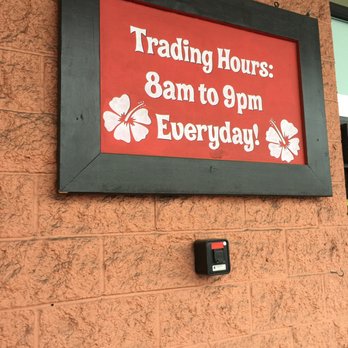 Trading Hours:
8am to 9pm
Everyday!